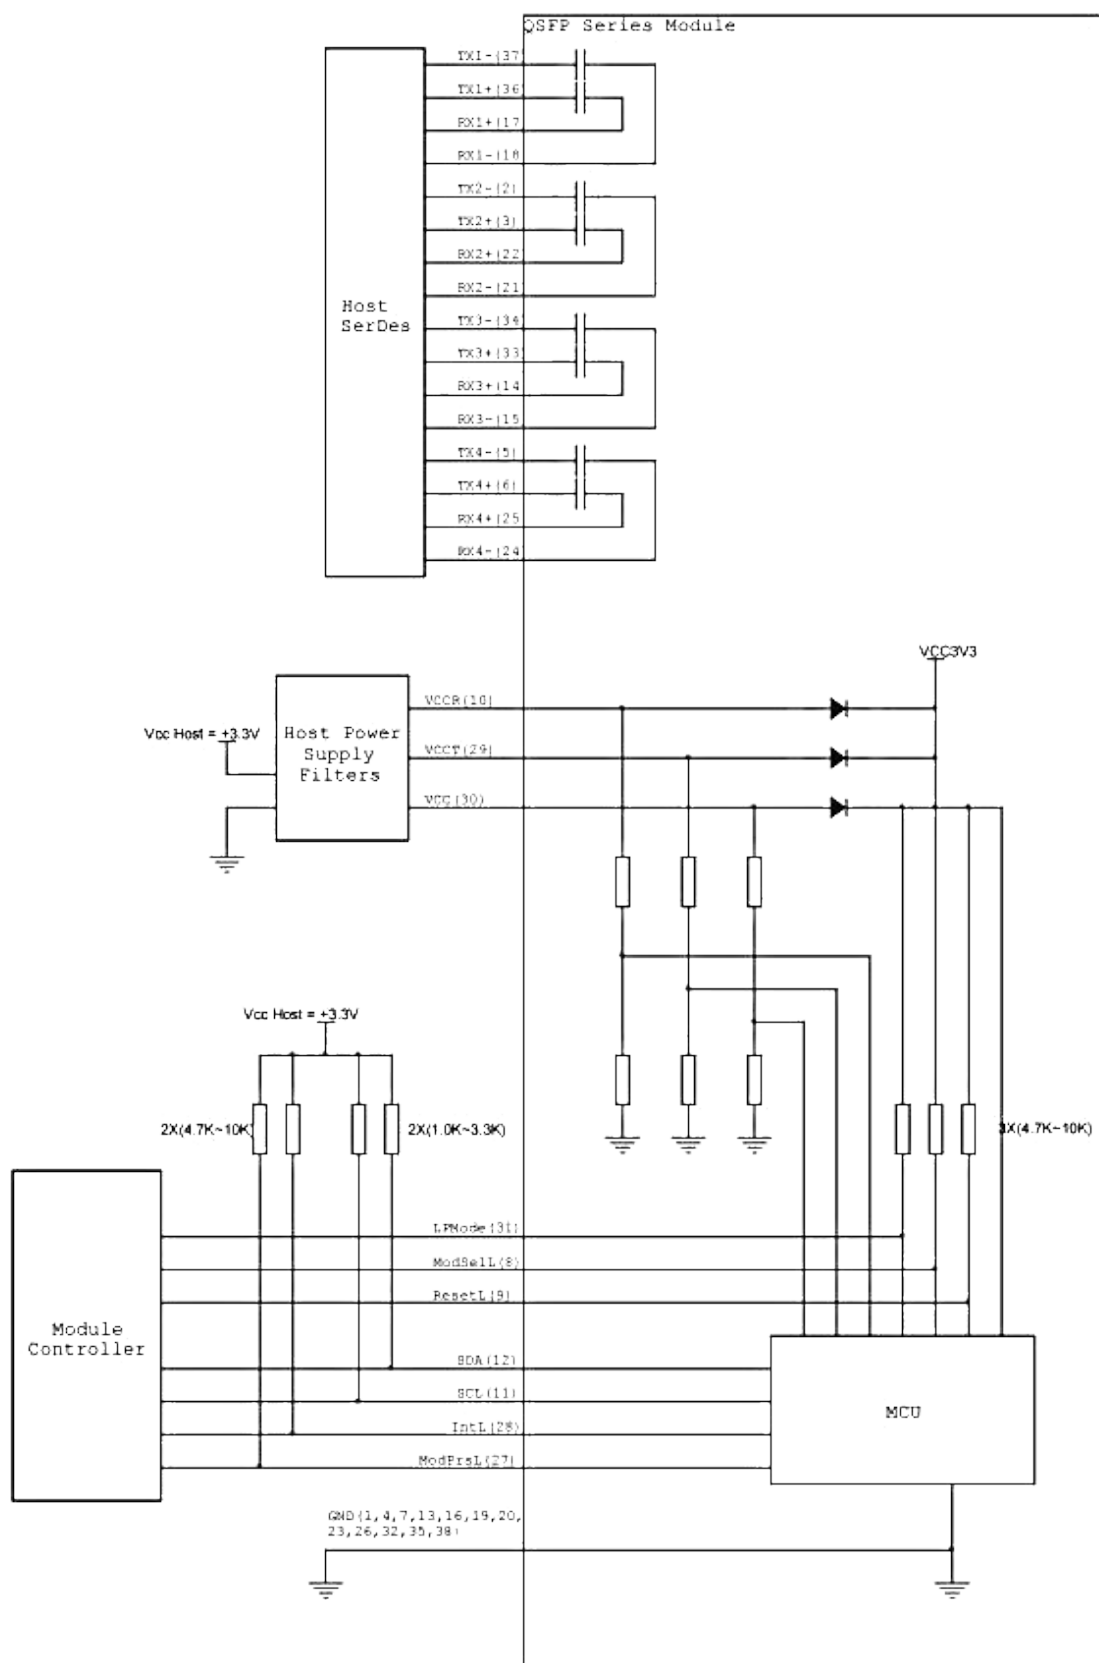 QSFP Series Module
TX1-(37)
TX1+(36
RX1+(17
RX1-(18
TX2-(2)
TX2+(3)
RX2+(22
RX2-(21
Host
SerDes
TX3-(34)
TX3+(33)
RX3+(14
RX3-(15
TX4-(5)
TX4+(6)
RX4+(25
RX4-(24
VCC3V3
VCCR(10)
Vcc Host = +3.3V
Host Power
Supply
Filters
VCCT(29)
VCC(30)
Vcc Host = +3.3V
2X(4.7K~10K)
2X(1.0K~3.3K)
3X(4.7K~10K)
LPMode(31)
ModSelL(8)
ResetL(9)
Module
Controller
SDA(12)
SCL(11)
MCU
IntL(28)
ModPrsL(27)
GND(1,4,7,13,16,19,20,
23,26,32,35,38)